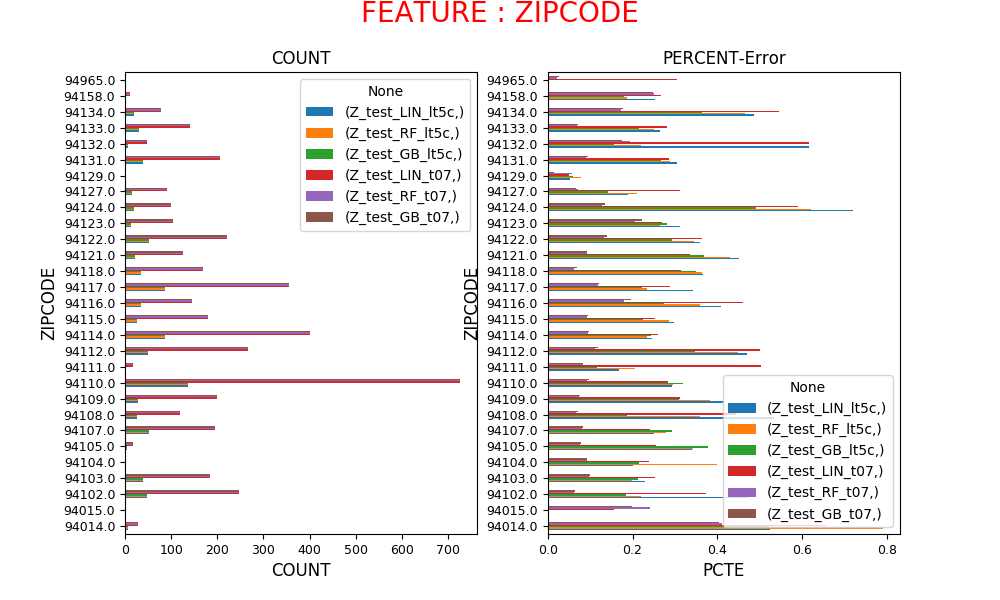 FEATURE : ZIPCODE
COUNT
ZIPCODE
94965.0
94158.0
94134.0
94133.0
94132.0
94131.0
94129.0
94127.0
94124.0
94123.0
94122.0
94121.0
94118.0
94117.0
94116.0
94115.0
94114.0
94112.0
94111.0
94110.0
94109.0
94108.0
94107.0
94105.0
94104.0
94103.0
94102.0
94015.0
94014.0
None
(Z_test_LIN_lt5c,)
(Z_test_RF_lt5c,)
(Z_test_GB_lt5c,)
(Z_test_LIN_t07,)
(Z_test_RF_t07,)
(Z_test_GB_t07,)
0 100 200 300 400 500 600 700
COUNT
PERCENT-Error
ZIPCODE
94965.0
94158.0
94134.0
94133.0
94132.0
94131.0
94129.0
94127.0
94124.0
94123.0
94122.0
94121.0
94118.0
94117.0
94116.0
94115.0
94114.0
94112.0
94111.0
94110.0
94109.0
94108.0
94107.0
94105.0
94104.0
94103.0
94102.0
94015.0
94014.0
None
(Z_test_LIN_lt5c,)
(Z_test_RF_lt5c,)
(Z_test_GB_lt5c,)
(Z_test_LIN_t07,)
(Z_test_RF_t07,)
(Z_test_GB_t07,)
0.0 0.2 0.4 0.6 0.8
PCTE